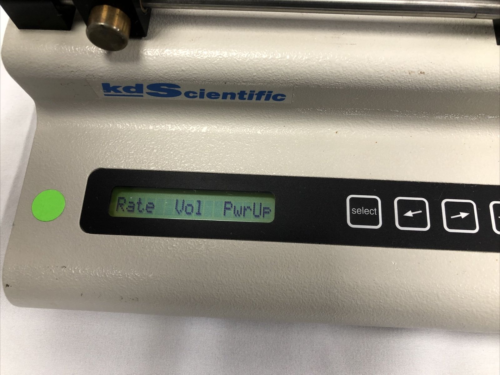 kdScientific
Rate Vol PwrUp
select